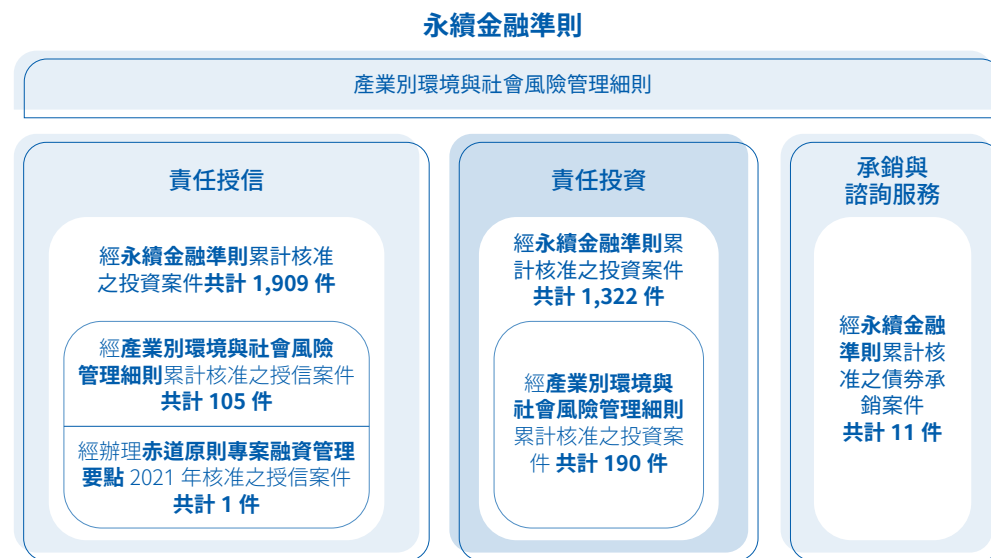 永續金融準則
產業別環境與社會風險管理細則
責任授信
經永續金融準則累計核准
之投資案件共計 1,909 件
經產業別環境與社會風險
管理細則累計核准之授信案件
共計 105 件
經辦理赤道原則專案融資管理
要點 2021 年核准之授信案件
共計 1 件
責任投資
經永續金融準則累
計核准之投資案件
共計 1,322 件
經產業別環境與
社會風險管理細則
累計核准之投資案
件 共計 190 件
承銷與
諮詢服務
經永續金融
準則累計核
准之債券承
銷案件
共計 11 件